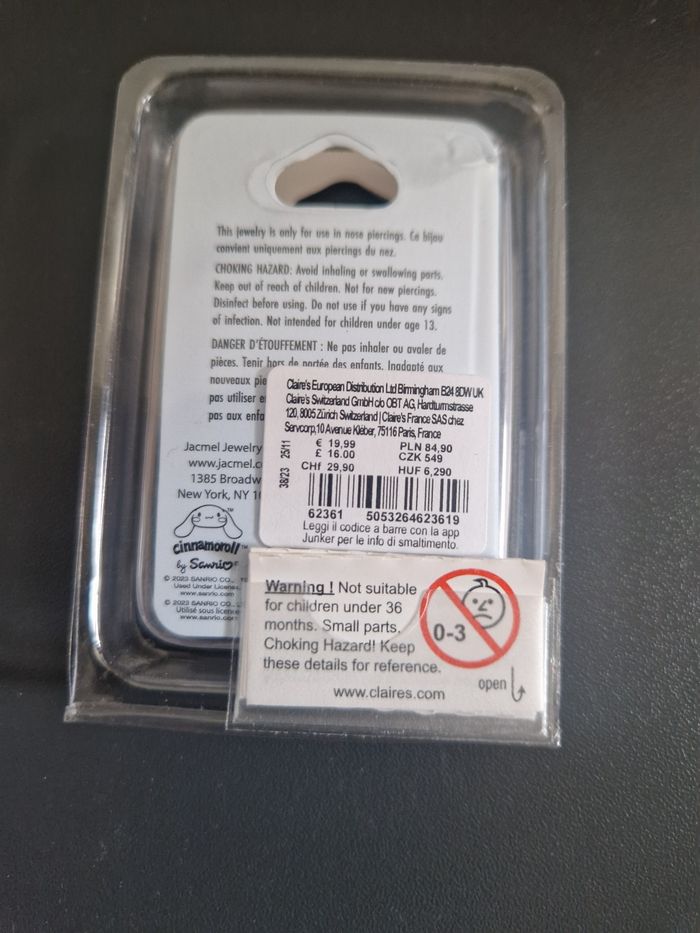 This jewelry is only for use in nose piercings. Ce bijou
convient uniquement aux piercings du nez.
CHOKING HAZARD: Avoid inhaling or swallowing parts.
Keep out of reach of children. Not for new piercings.
Disinfect before using. Do not use if you have any signs
of infection. Not intended for children under age 13.
DANGER D'ÉTOUFFEMENT : Ne pas inhaler ou avaler de
pièces. Tenir hors de portée des enfants. Inadapté aux
nouveaux
pas utiliser
pas aux
Jacmel Jewelry
www.jacmel.c
1385 Broadw
New York, NY 1
Claire's European Distribution Ltd Birmingham B24 8DW UK
Claire's Switzerland GmbH c/o OBT AG, Hardturmstrasse
120, 8005 Zürich Switzerland | Claire's France SAS chez
Servcorp,10 Avenue Kléber, 75116 Paris, France
38/23 25/11
€ 19,99 PLN 84,90
£ 16.00 CZK 549
CHf 29,90 HUF 6,290
62361 5053264623619
Leggi il codice a barre con la app
Junker per le info di smaltimento.
cinnamoroll™
by Sanrio®
© 2023 SANRIO CO.,
Used Under License.
www.sanrio.com
© 2023 SANRIO CO.,
Utilisé sous licence
www.sanrio.
Warning ! Not suitable
for children under 36
months. Small parts,
Choking Hazard! Keep
these details for reference.
www.claires.com
0-3
open